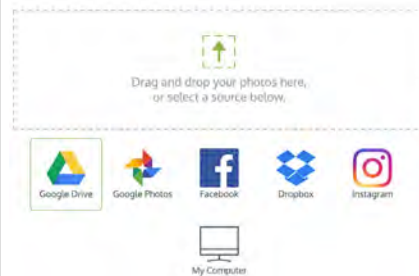 Drag and drop your photos here,
or select a source below.
Google Drive
Google Photos
Facebook
Dropbox
Instagram
My Computer